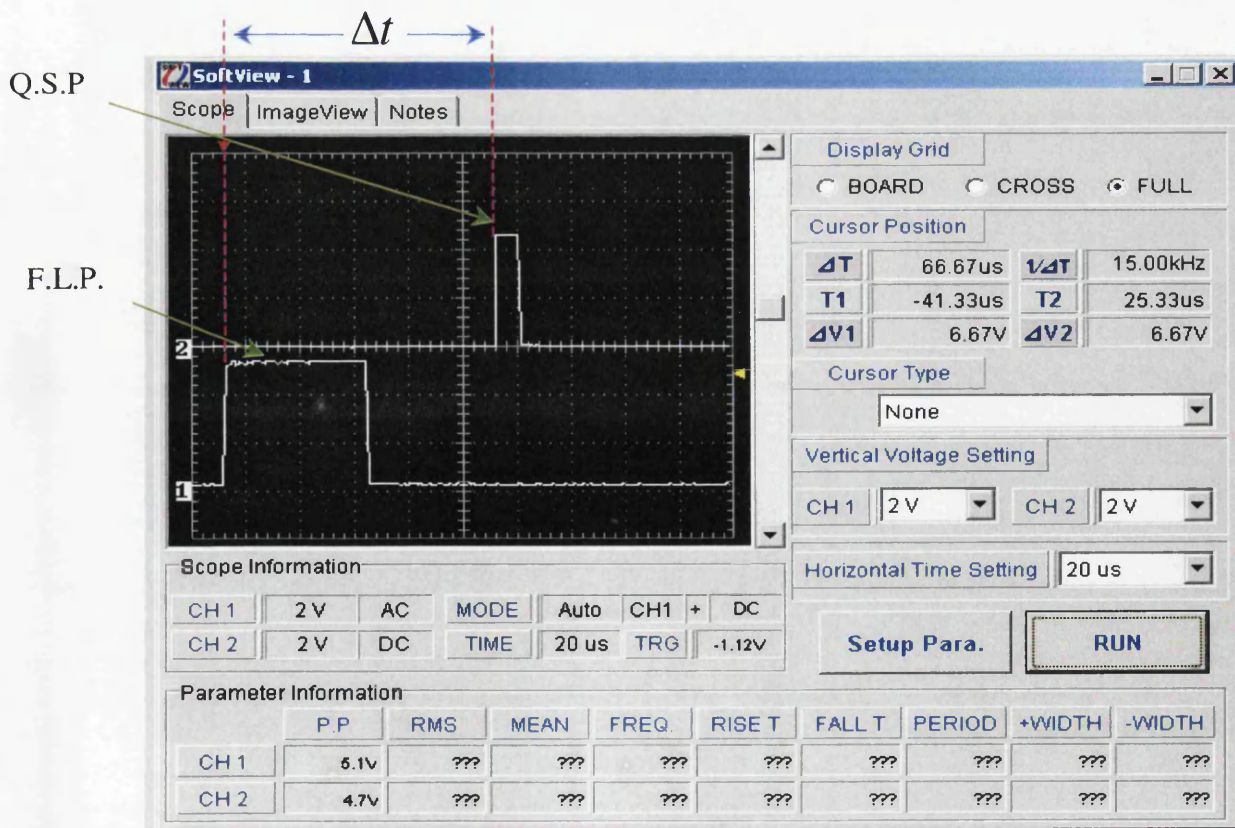 Δt
Q.S.P
F.L.P.
SoftView - 1
Scope ImageView Notes
2
1
Display Grid
BOARD CROSS FULL
Cursor Position
⊿T 66.67us 1/⊿T 15.00kHz
T1 -41.33us T2 25.33us
⊿V1 6.67V ⊿V2 6.67V
Cursor Type
None
Vertical Voltage Setting
CH 1 2 V CH 2 2 V
Horizontal Time Setting 20 us
Setup Para. RUN
Scope Information
CH 1 2 V AC MODE Auto CH1 + DC
CH 2 2 V DC TIME 20 us TRG -1.12V
Parameter Information
P.P RMS MEAN FREQ. RISE T FALL T PERIOD +WIDTH -WIDTH
CH 1 5.1V ??? ??? ??? ??? ??? ??? ??? ???
CH 2 4.7V ??? ??? ??? ??? ??? ??? ??? ???